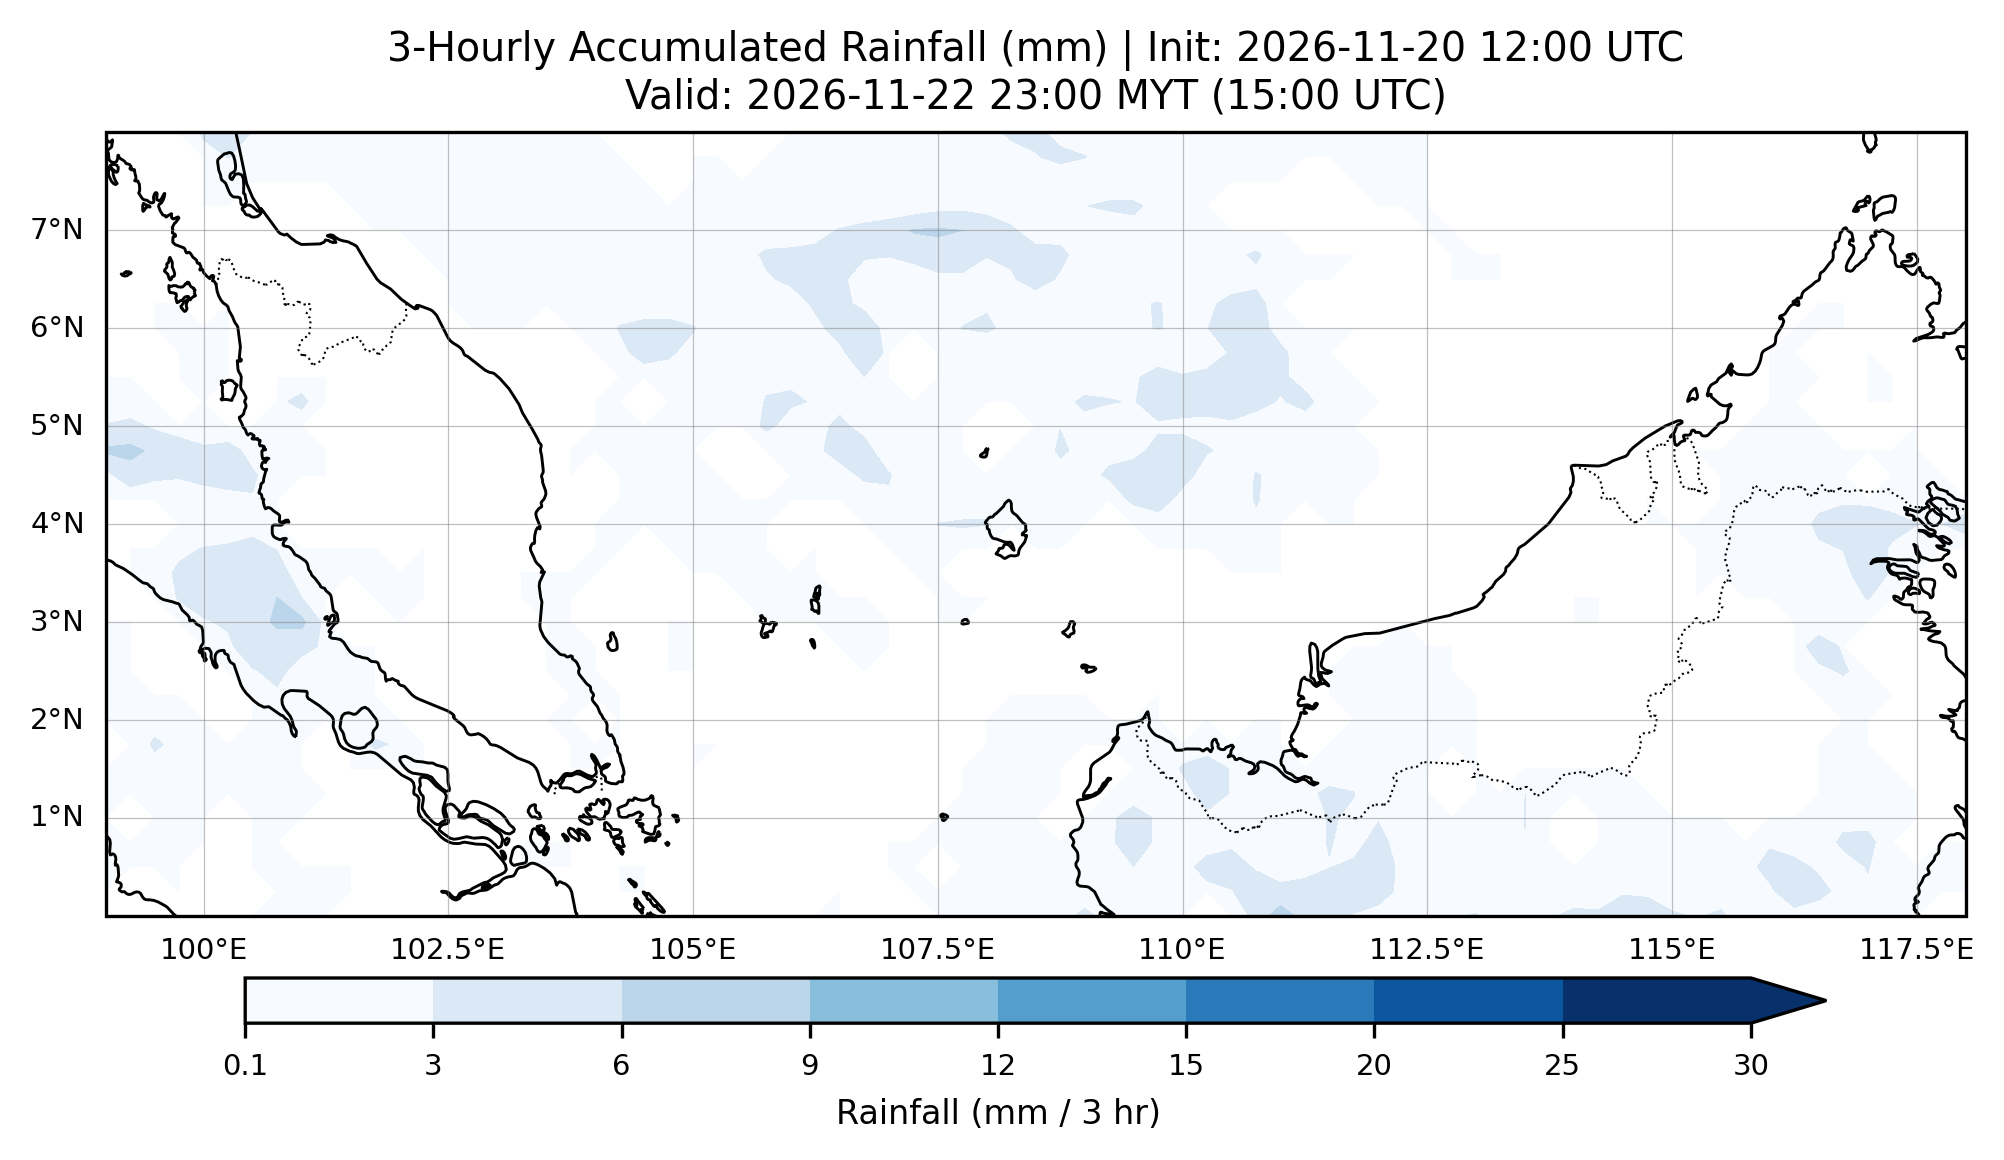 3-Hourly Accumulated Rainfall (mm) | Init: 2026-11-20 12:00 UTC
Valid: 2026-11-22 23:00 MYT (15:00 UTC)
7°N
6°N
5°N
4°N
3°N
2°N
1°N
100°E 102.5°E 105°E 107.5°E 110°E 112.5°E 115°E 117.5°E
0.1 3 6 9 12 15 20 25 30
Rainfall (mm / 3 hr)